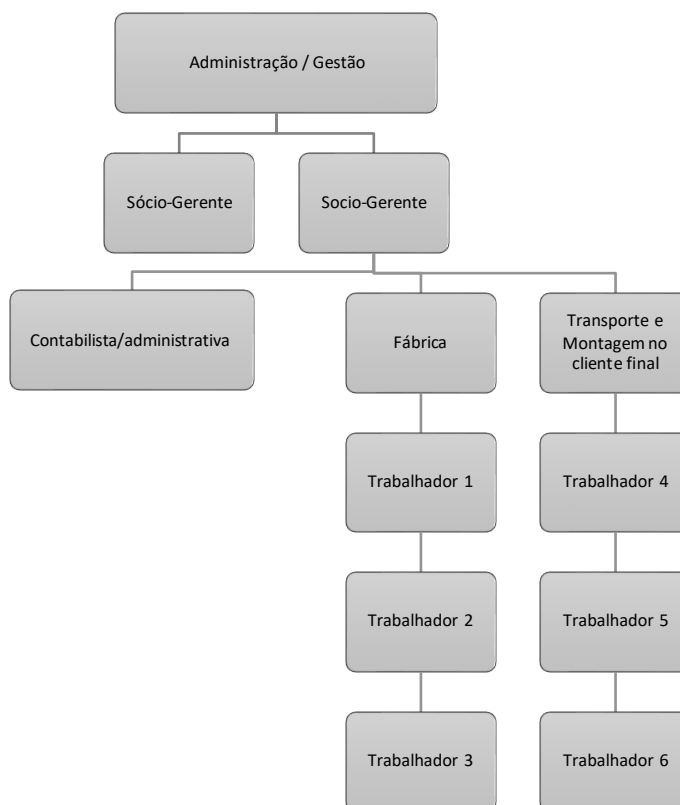 Administração / Gestão
Sócio-Gerente
Socio-Gerente
Contabilista/administrativa
Fábrica
Transporte e
Montagem no
cliente final
Trabalhador 1
Trabalhador 4
Trabalhador 2
Trabalhador 5
Trabalhador 3
Trabalhador 6